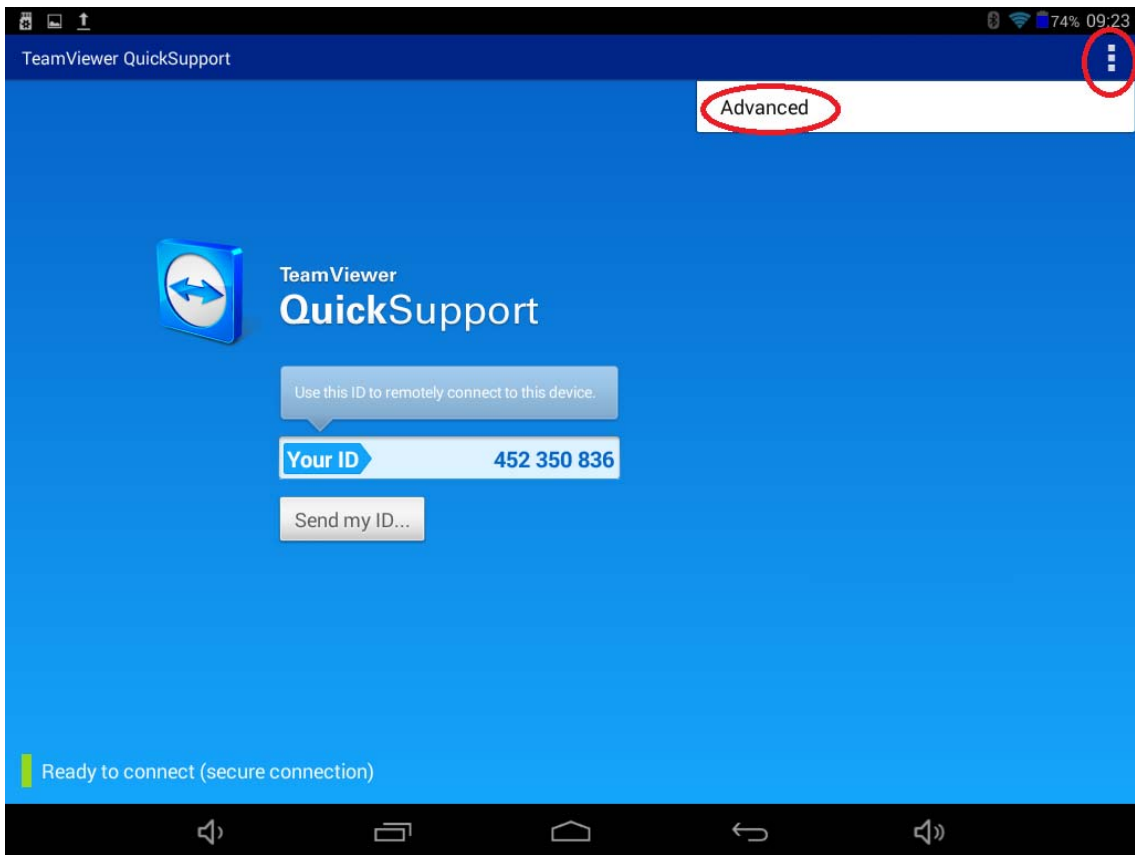 74% 09:23
TeamViewer QuickSupport
Advanced
TeamViewer
QuickSupport
Use this ID to remotely connect to this device.
Your ID 452 350 836
Send my ID...
Ready to connect (secure connection)